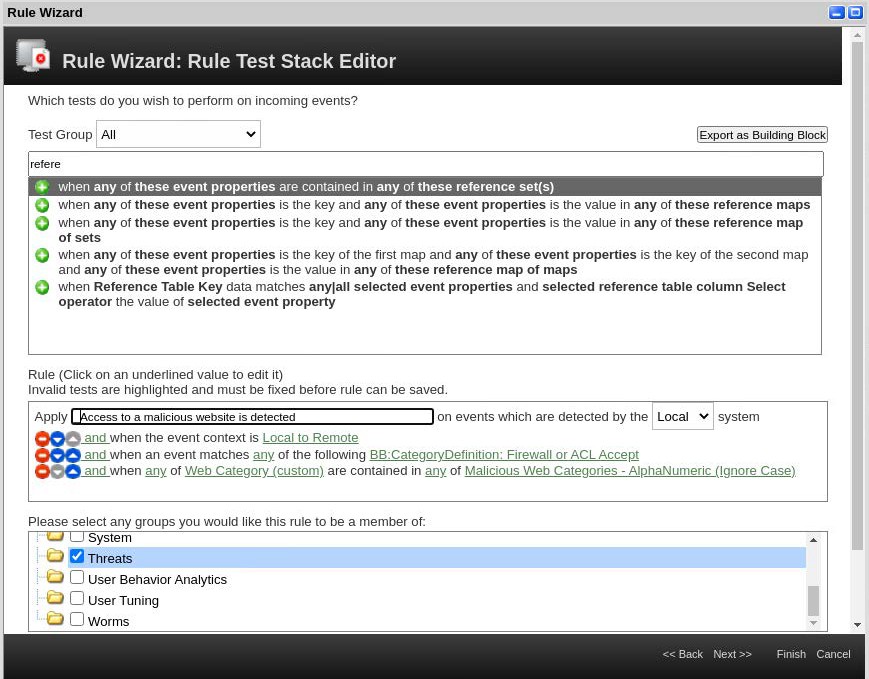 Rule Wizard
Rule Wizard: Rule Test Stack Editor
Which tests do you wish to perform on incoming events?
Test Group All
Export as Building Block
refere
when any of these event properties are contained in any of these reference set(s)
when any of these event properties is the key and any of these event properties is the value in any of these reference maps
when any of these event properties is the key and any of these event properties is the value in any of these reference map
of sets
when any of these event properties is the key of the first map and any of these event properties is the key of the second map
and any of these event properties is the value in any of these reference map of maps
when Reference Table Key data matches any|all selected event properties and selected reference table column Select
operator the value of selected event property
Rule (Click on an underlined value to edit it)
Invalid tests are highlighted and must be fixed before rule can be saved.
Apply Access to a malicious website is detected on events which are detected by the Local system
and when the event context is Local to Remote
and when an event matches any of the following BB:CategoryDefinition: Firewall or ACL Accept
and when any of Web Category (custom) are contained in any of Malicious Web Categories - AlphaNumeric (Ignore Case)
Please select any groups you would like this rule to be a member of:
System
Threats
User Behavior Analytics
User Tuning
Worms
<< Back Next >> Finish Cancel